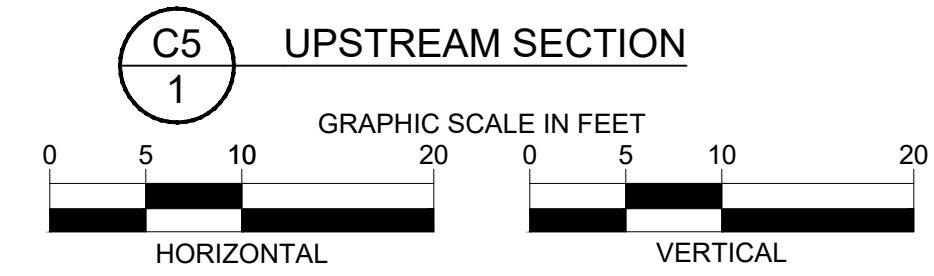 C5 UPSTREAM SECTION
1
GRAPHIC SCALE IN FEET
0 5 10 20 0 5 10 20
HORIZONTAL VERTICAL